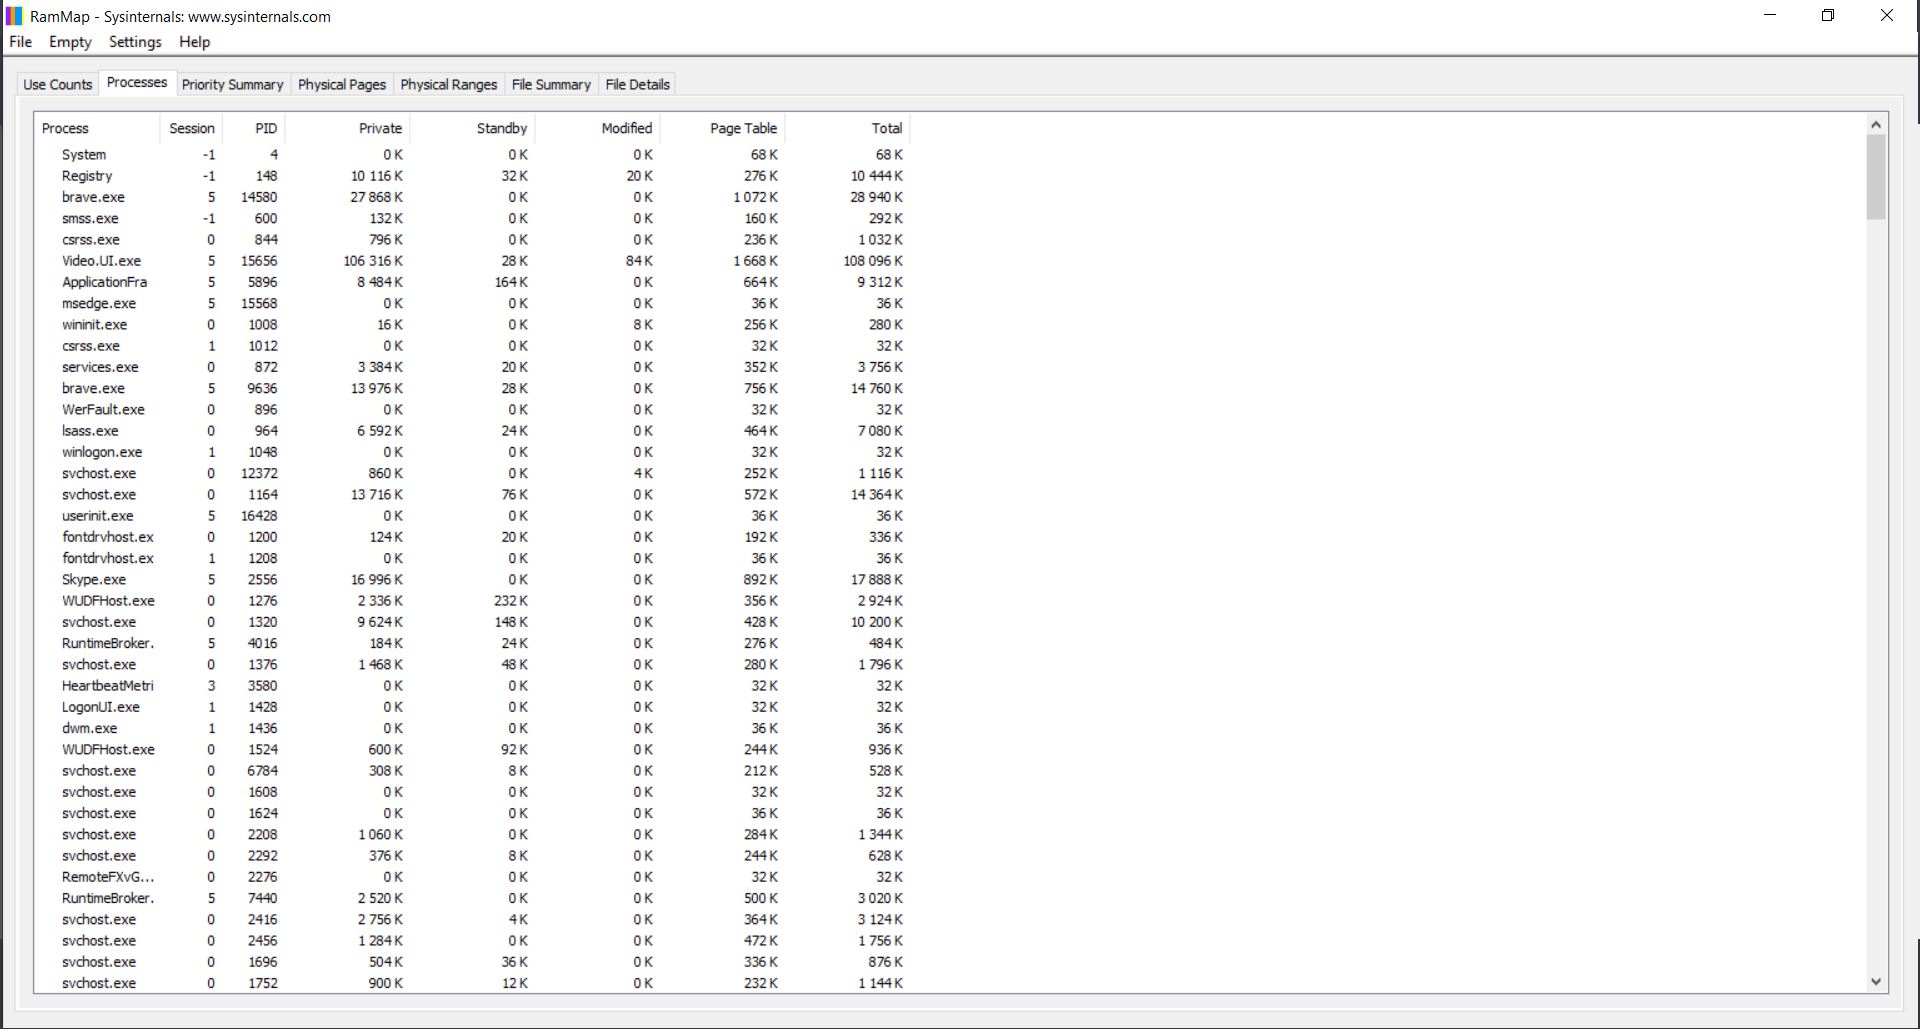 RamMap - Sysinternals: www.sysinternals.com
File Empty Settings Help
Use Counts Processes Priority Summary Physical Pages Physical Ranges File Summary File Details
Process Session PID Private Standby Modified Page Table Total
System -1 4 0 K 0 K 0 K 68 K 68 K
Registry -1 148 10 116 K 32 K 20 K 276 K 10 444 K
brave.exe 5 14580 27 868 K 0 K 0 K 1 072 K 28 940 K
smss.exe -1 600 132 K 0 K 0 K 160 K 292 K
csrss.exe 0 844 796 K 0 K 0 K 236 K 1 032 K
Video.UI.exe 5 15656 106 316 K 28 K 84 K 1 668 K 108 096 K
ApplicationFra 5 5896 8 484 K 164 K 0 K 664 K 9 312 K
msedge.exe 5 15568 0 K 0 K 0 K 36 K 36 K
wininit.exe 0 1008 16 K 0 K 8 K 256 K 280 K
csrss.exe 1 1012 0 K 0 K 0 K 32 K 32 K
services.exe 0 872 3 384 K 20 K 0 K 352 K 3 756 K
brave.exe 5 9636 13 976 K 28 K 0 K 756 K 14 760 K
WerFault.exe 0 896 0 K 0 K 0 K 32 K 32 K
lsass.exe 0 964 6 592 K 24 K 0 K 464 K 7 080 K
winlogon.exe 1 1048 0 K 0 K 0 K 32 K 32 K
svchost.exe 0 12372 860 K 0 K 4 K 252 K 1 116 K
svchost.exe 0 1164 13 716 K 76 K 0 K 572 K 14 364 K
userinit.exe 5 16428 0 K 0 K 0 K 36 K 36 K
fontdrvhost.ex 0 1200 124 K 20 K 0 K 192 K 336 K
fontdrvhost.ex 1 1208 0 K 0 K 0 K 36 K 36 K
Skype.exe 5 2556 16 996 K 0 K 0 K 892 K 17 888 K
WUDFHost.exe 0 1276 2 336 K 232 K 0 K 356 K 2 924 K
svchost.exe 0 1320 9 624 K 148 K 0 K 428 K 10 200 K
RuntimeBroker. 5 4016 184 K 24 K 0 K 276 K 484 K
svchost.exe 0 1376 1 468 K 48 K 0 K 280 K 1 796 K
HeartbeatMetri 3 3580 0 K 0 K 0 K 32 K 32 K
LogonUI.exe 1 1428 0 K 0 K 0 K 32 K 32 K
dwm.exe 1 1436 0 K 0 K 0 K 36 K 36 K
WUDFHost.exe 0 1524 600 K 92 K 0 K 244 K 936 K
svchost.exe 0 6784 308 K 8 K 0 K 212 K 528 K
svchost.exe 0 1608 0 K 0 K 0 K 32 K 32 K
svchost.exe 0 1624 0 K 0 K 0 K 36 K 36 K
svchost.exe 0 2208 1 060 K 0 K 0 K 284 K 1 344 K
svchost.exe 0 2292 376 K 8 K 0 K 244 K 628 K
RemoteFXvG... 0 2276 0 K 0 K 0 K 32 K 32 K
RuntimeBroker. 5 7440 2 520 K 0 K 0 K 500 K 3 020 K
svchost.exe 0 2416 2 756 K 4 K 0 K 364 K 3 124 K
svchost.exe 0 2456 1 284 K 0 K 0 K 472 K 1 756 K
svchost.exe 0 1696 504 K 36 K 0 K 336 K 876 K
svchost.exe 0 1752 900 K 12 K 0 K 232 K 1 144 K